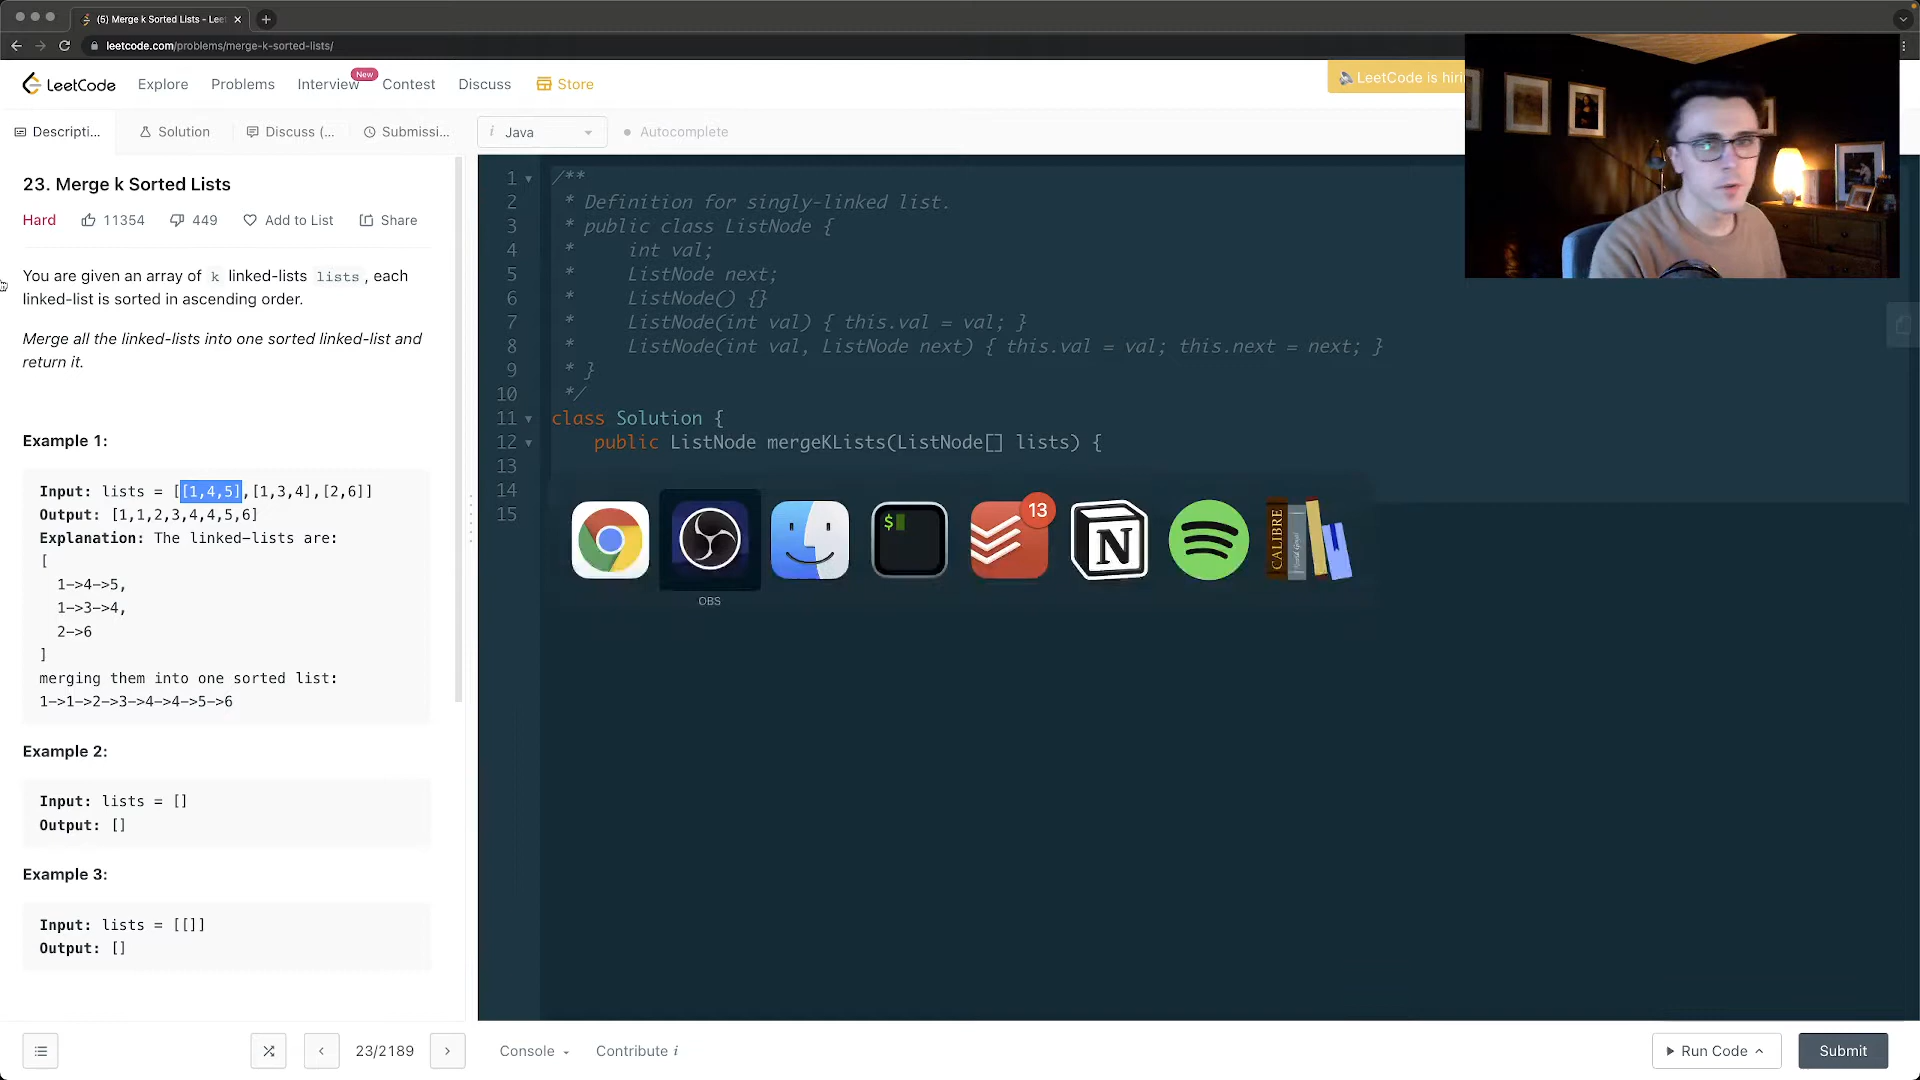 (5) Merge k Sorted Lists – Leet
leetcode.com/problems/merge-k-sorted-lists/
LeetCode
Explore
Problems
Interview
New
Contest
Discuss
Store
LeetCode is hiri
Descripti...
Solution
Discuss (...
Submissi...
i Java
Autocomplete
23. Merge k Sorted Lists
Hard
11354
449
Add to List
Share
You are given an array of k linked-lists lists, each
linked-list is sorted in ascending order.
Merge all the linked-lists into one sorted linked-list and
return it.
Example 1:
Input: lists = [[1,4,5],[1,3,4],[2,6]]
Output: [1,1,2,3,4,4,5,6]
Explanation: The linked-lists are:
[
1->4->5,
1->3->4,
2->6
]
merging them into one sorted list:
1->1->2->3->4->4->5->6
Example 2:
Input: lists = []
Output: []
Example 3:
Input: lists = [[]]
Output: []
1 /**
2 * Definition for singly-linked list.
3 * public class ListNode {
4 *     int val;
5 *     ListNode next;
6 *     ListNode() {}
7 *     ListNode(int val) { this.val = val; }
8 *     ListNode(int val, ListNode next) { this.val = val; this.next = next; }
9 * }
10 */
11 class Solution {
12     public ListNode mergeKLists(ListNode[] lists) {
13
14
15
$
13
N
CALIBRE
OBS
23/2189
Console
Contribute i
Run Code
Submit